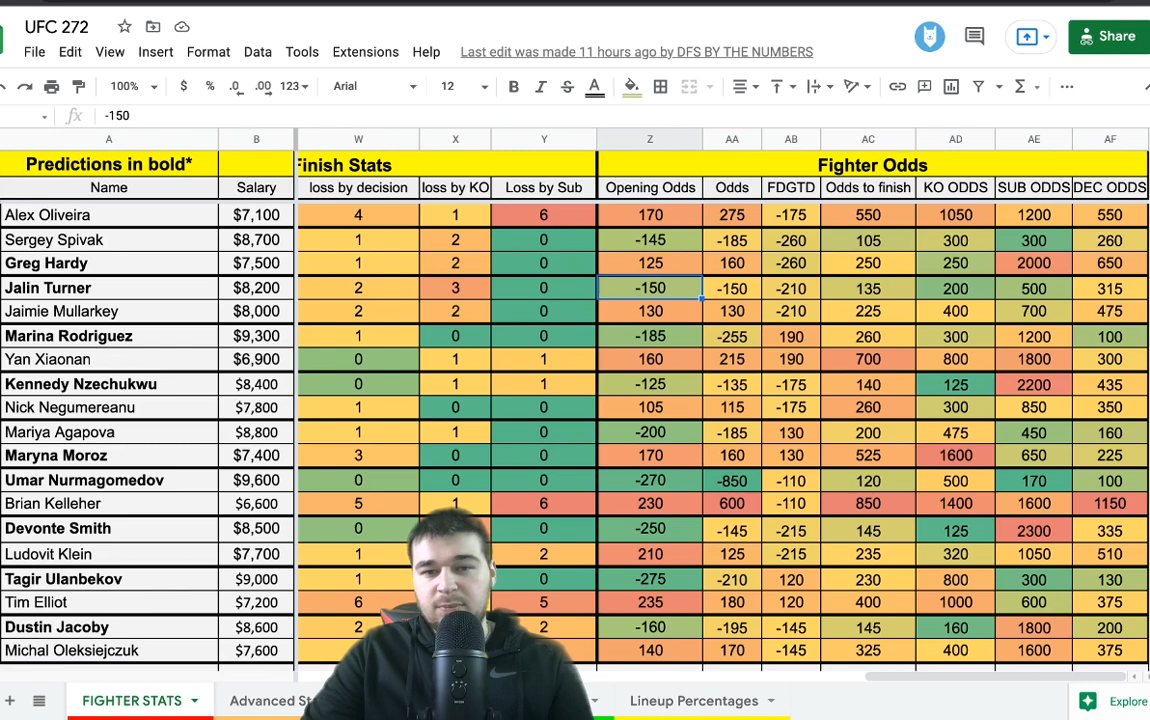 UFC 272
File Edit View Insert Format Data Tools Extensions Help Last edit was made 11 hours ago by DFS BY THE NUMBERS
Share
100% $ % .0 .00 123 Arial 12 B I S A
fx -150
A B W X Y Z AA AB AC AD AE AF
Predictions in bold* Finish Stats Fighter Odds
Name Salary loss by decision loss by KO Loss by Sub Opening Odds Odds FDGTD Odds to finish KO ODDS SUB ODDS DEC ODDS
Alex Oliveira $7,100 4 1 6 170 275 -175 550 1050 1200 550
Sergey Spivak $8,700 1 2 0 -145 -185 -260 105 300 300 260
Greg Hardy $7,500 1 2 0 125 160 -260 250 250 2000 650
Jalin Turner $8,200 2 3 0 -150 -150 -210 135 200 500 315
Jaimie Mullarkey $8,000 2 2 0 130 130 -210 225 400 700 475
Marina Rodriguez $9,300 1 0 0 -185 -255 190 260 300 1200 100
Yan Xiaonan $6,900 0 1 1 160 215 190 700 800 1800 300
Kennedy Nzechukwu $8,400 0 1 1 -125 -135 -175 140 125 2200 435
Nick Negumereanu $7,800 1 0 0 105 115 -175 260 300 850 350
Mariya Agapova $8,800 1 1 0 -200 -185 130 200 475 450 160
Maryna Moroz $7,400 3 0 0 170 160 130 525 1600 650 225
Umar Nurmagomedov $9,600 0 0 0 -270 -850 -110 120 500 170 100
Brian Kelleher $6,600 5 1 6 230 600 -110 850 1400 1600 1150
Devonte Smith $8,500 0 0 -250 -145 -215 145 125 2300 335
Ludovit Klein $7,700 1 2 210 125 -215 235 320 1050 510
Tagir Ulanbekov $9,000 1 0 -275 -210 120 230 800 300 130
Tim Elliot $7,200 6 5 235 180 120 400 1000 600 375
Dustin Jacoby $8,600 2 2 -160 -195 -145 145 160 1800 200
Michal Oleksiejczuk $7,600 140 170 -145 325 400 1600 375
FIGHTER STATS Advanced St Lineup Percentages Explore